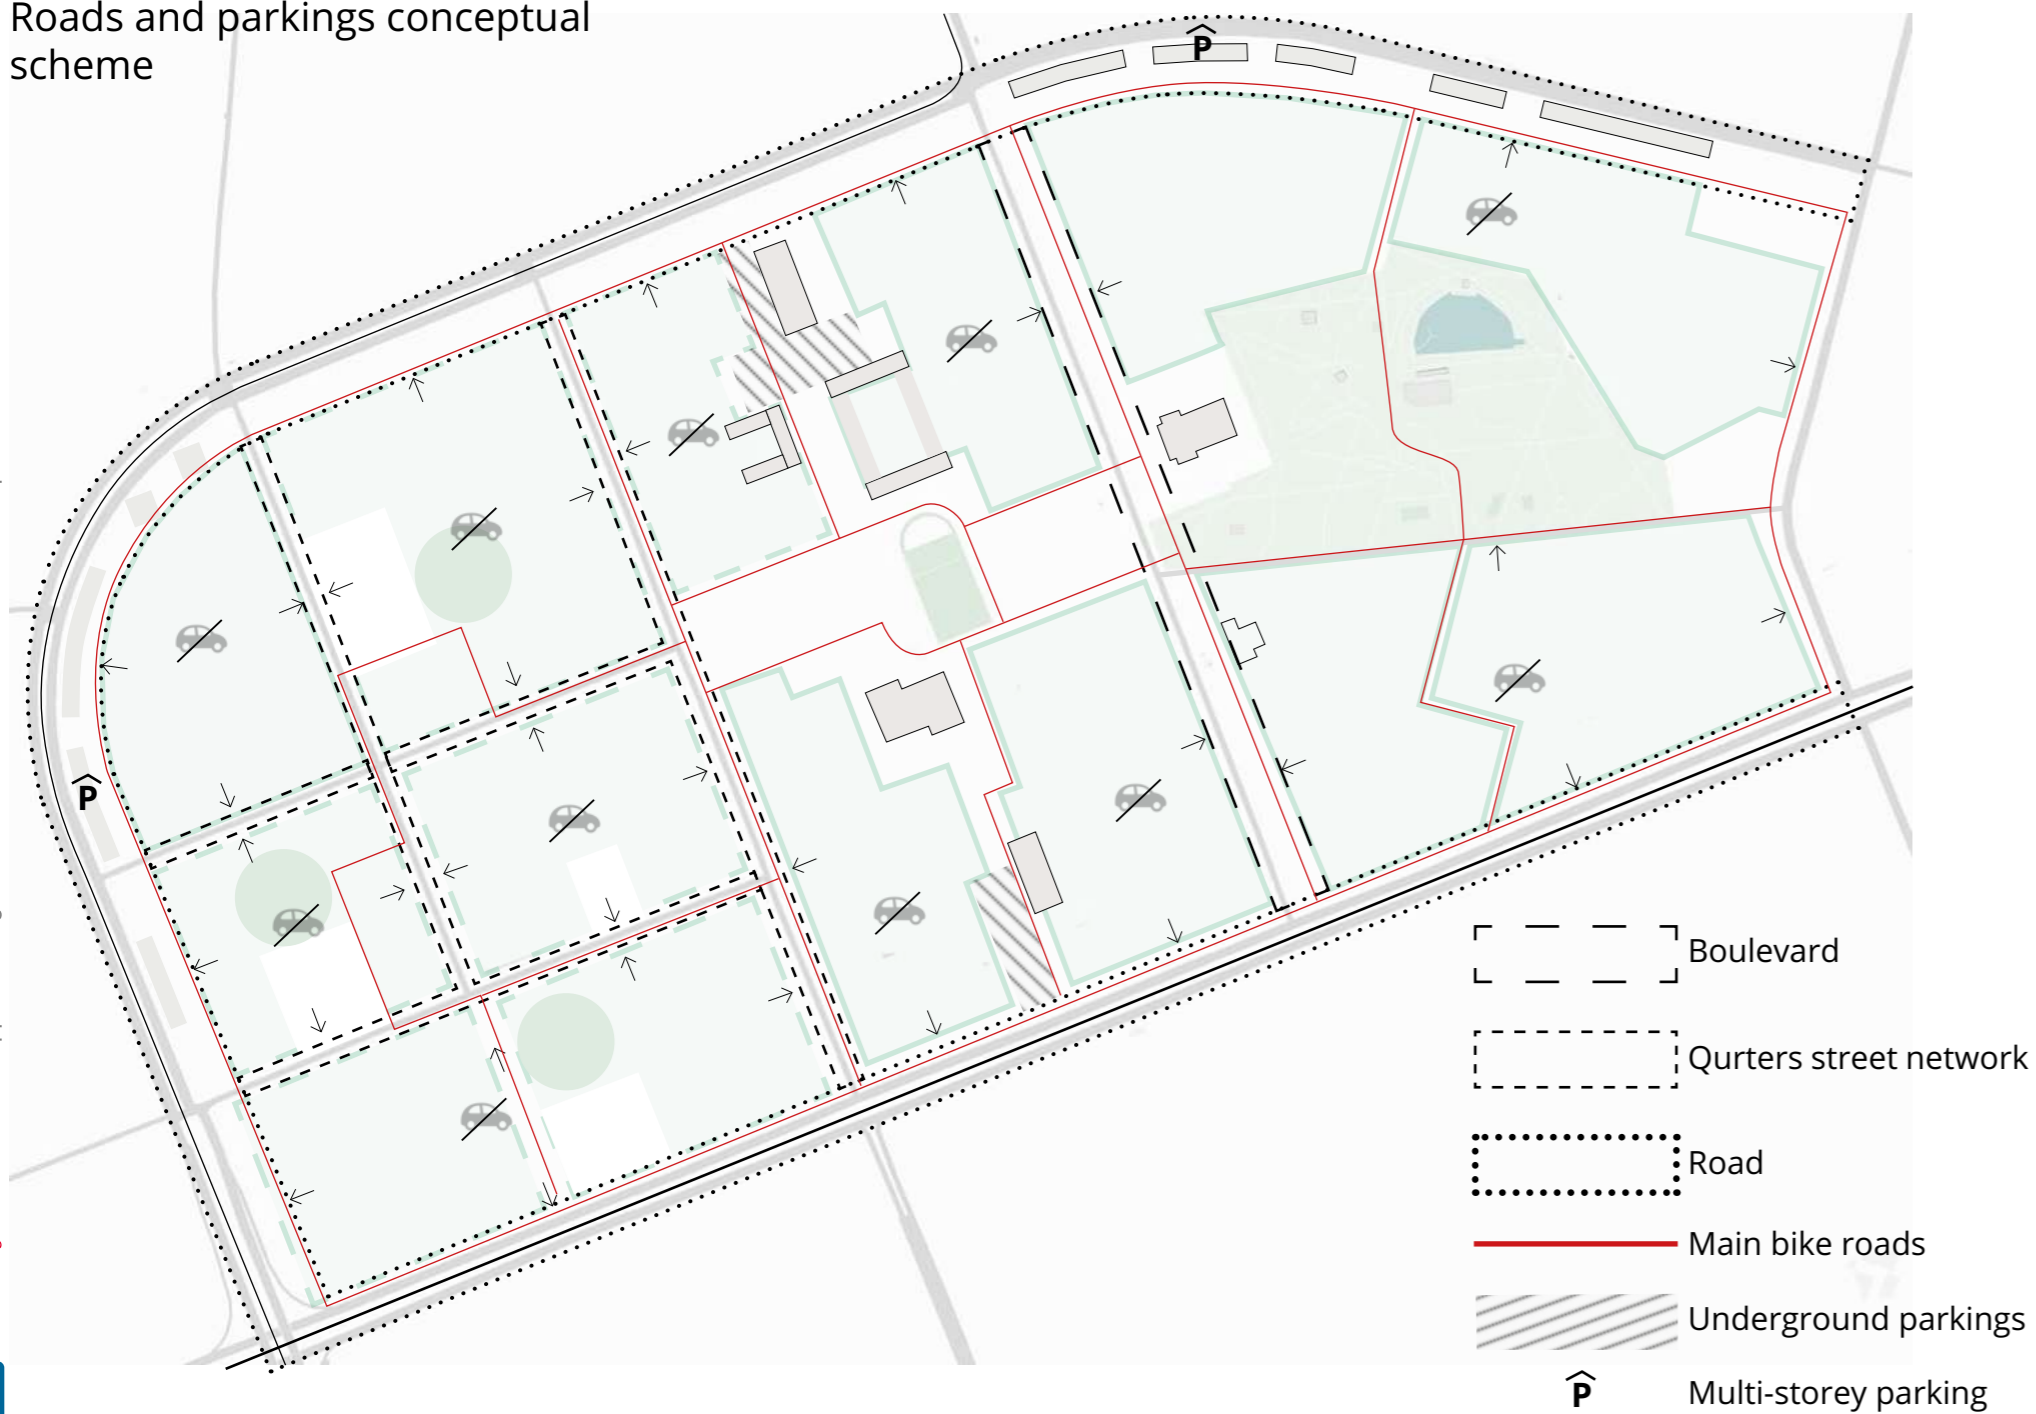 Roads and parkings conceptual
scheme
P
P
Boulevard
Qurters street network
Road
Main bike roads
Underground parkings
P
Multi-storey parking